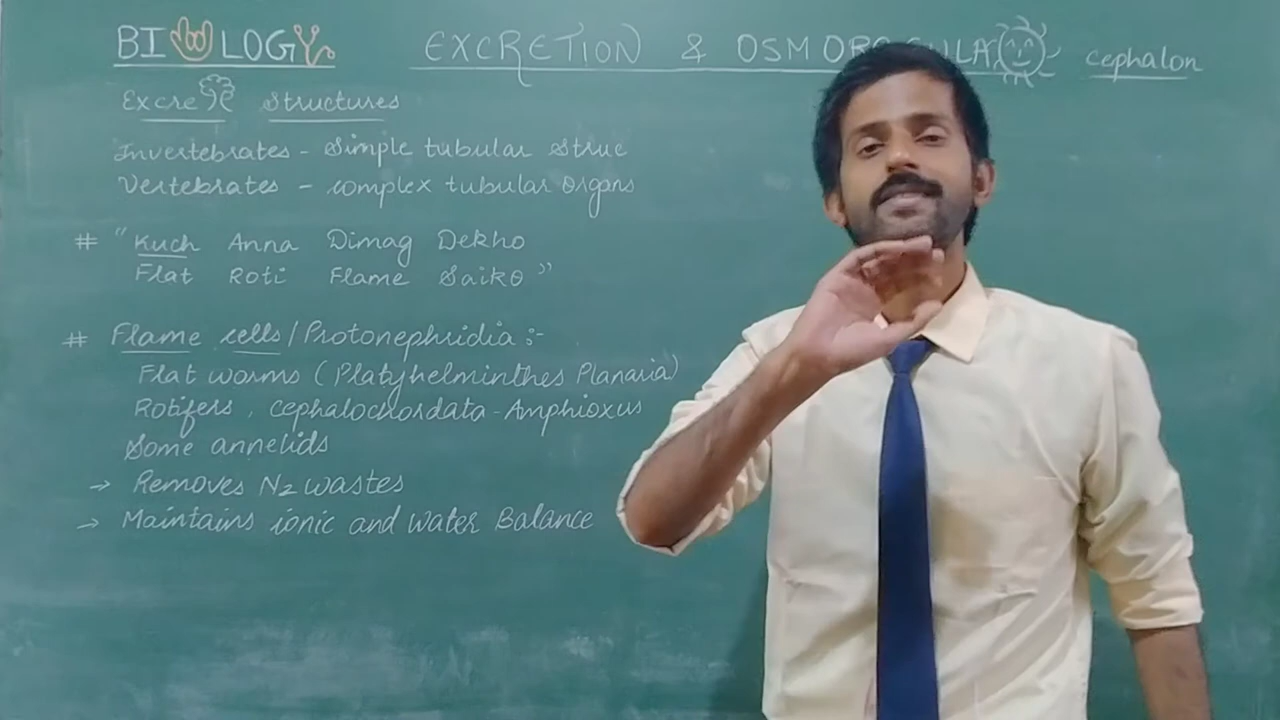 BIOLOGY
EXCRETION & OSMOREGULA
cephalon
Excre Structures
Invertebrates - Simple tubular Struc
Vertebrates - complex tubular organs
# "Kuch Anna Dimag Dekho
Flat Roti Flame Saiko"
# Flame cells/Protonephridia :-
Flat worms (Platyhelminthes Planaria)
Rotifers, cephalochordata - Amphioxus
Some annelids
→ Removes N2 wastes
→ Maintains ionic and water Balance